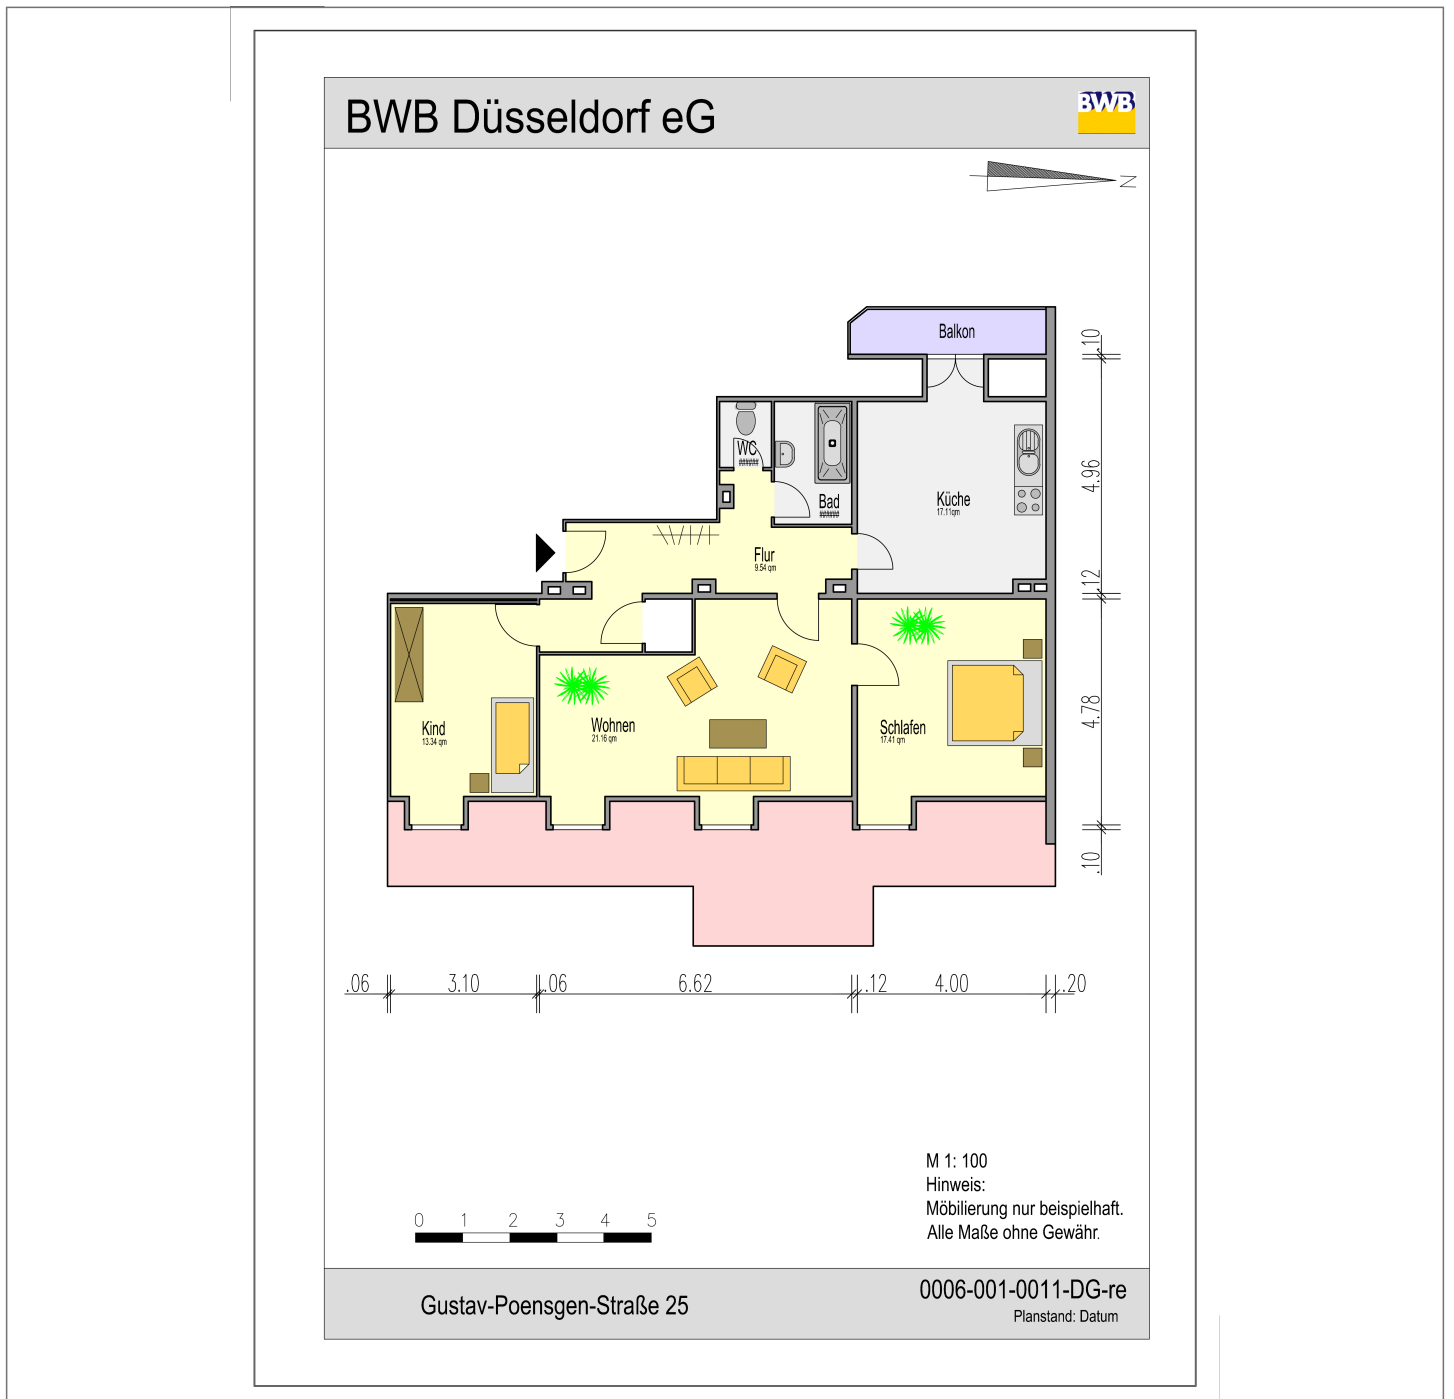 BWB Düsseldorf eG
BWB
N
Balkon
.10
WC
######
Bad
######
Küche
17.11qm
4.96
Flur
9.54 qm
.12
Kind
13.34 qm
Wohnen
21.16 qm
Schlafen
17.41 qm
4.78
.10
.06 3.10 .06 6.62 .12 4.00 .20
M 1: 100
Hinweis:
Möbilierung nur beispielhaft.
Alle Maße ohne Gewähr.
0 1 2 3 4 5
Gustav-Poensgen-Straße 25
0006-001-0011-DG-re
Planstand: Datum